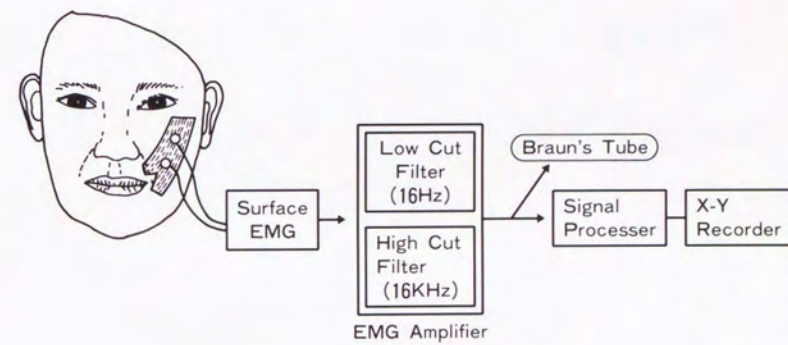 Surface
EMG
Low Cut
Filter
(16Hz)
High Cut
Filter
(16KHz)
EMG Amplifier
Braun's Tube
Signal
Processer
X-Y
Recorder